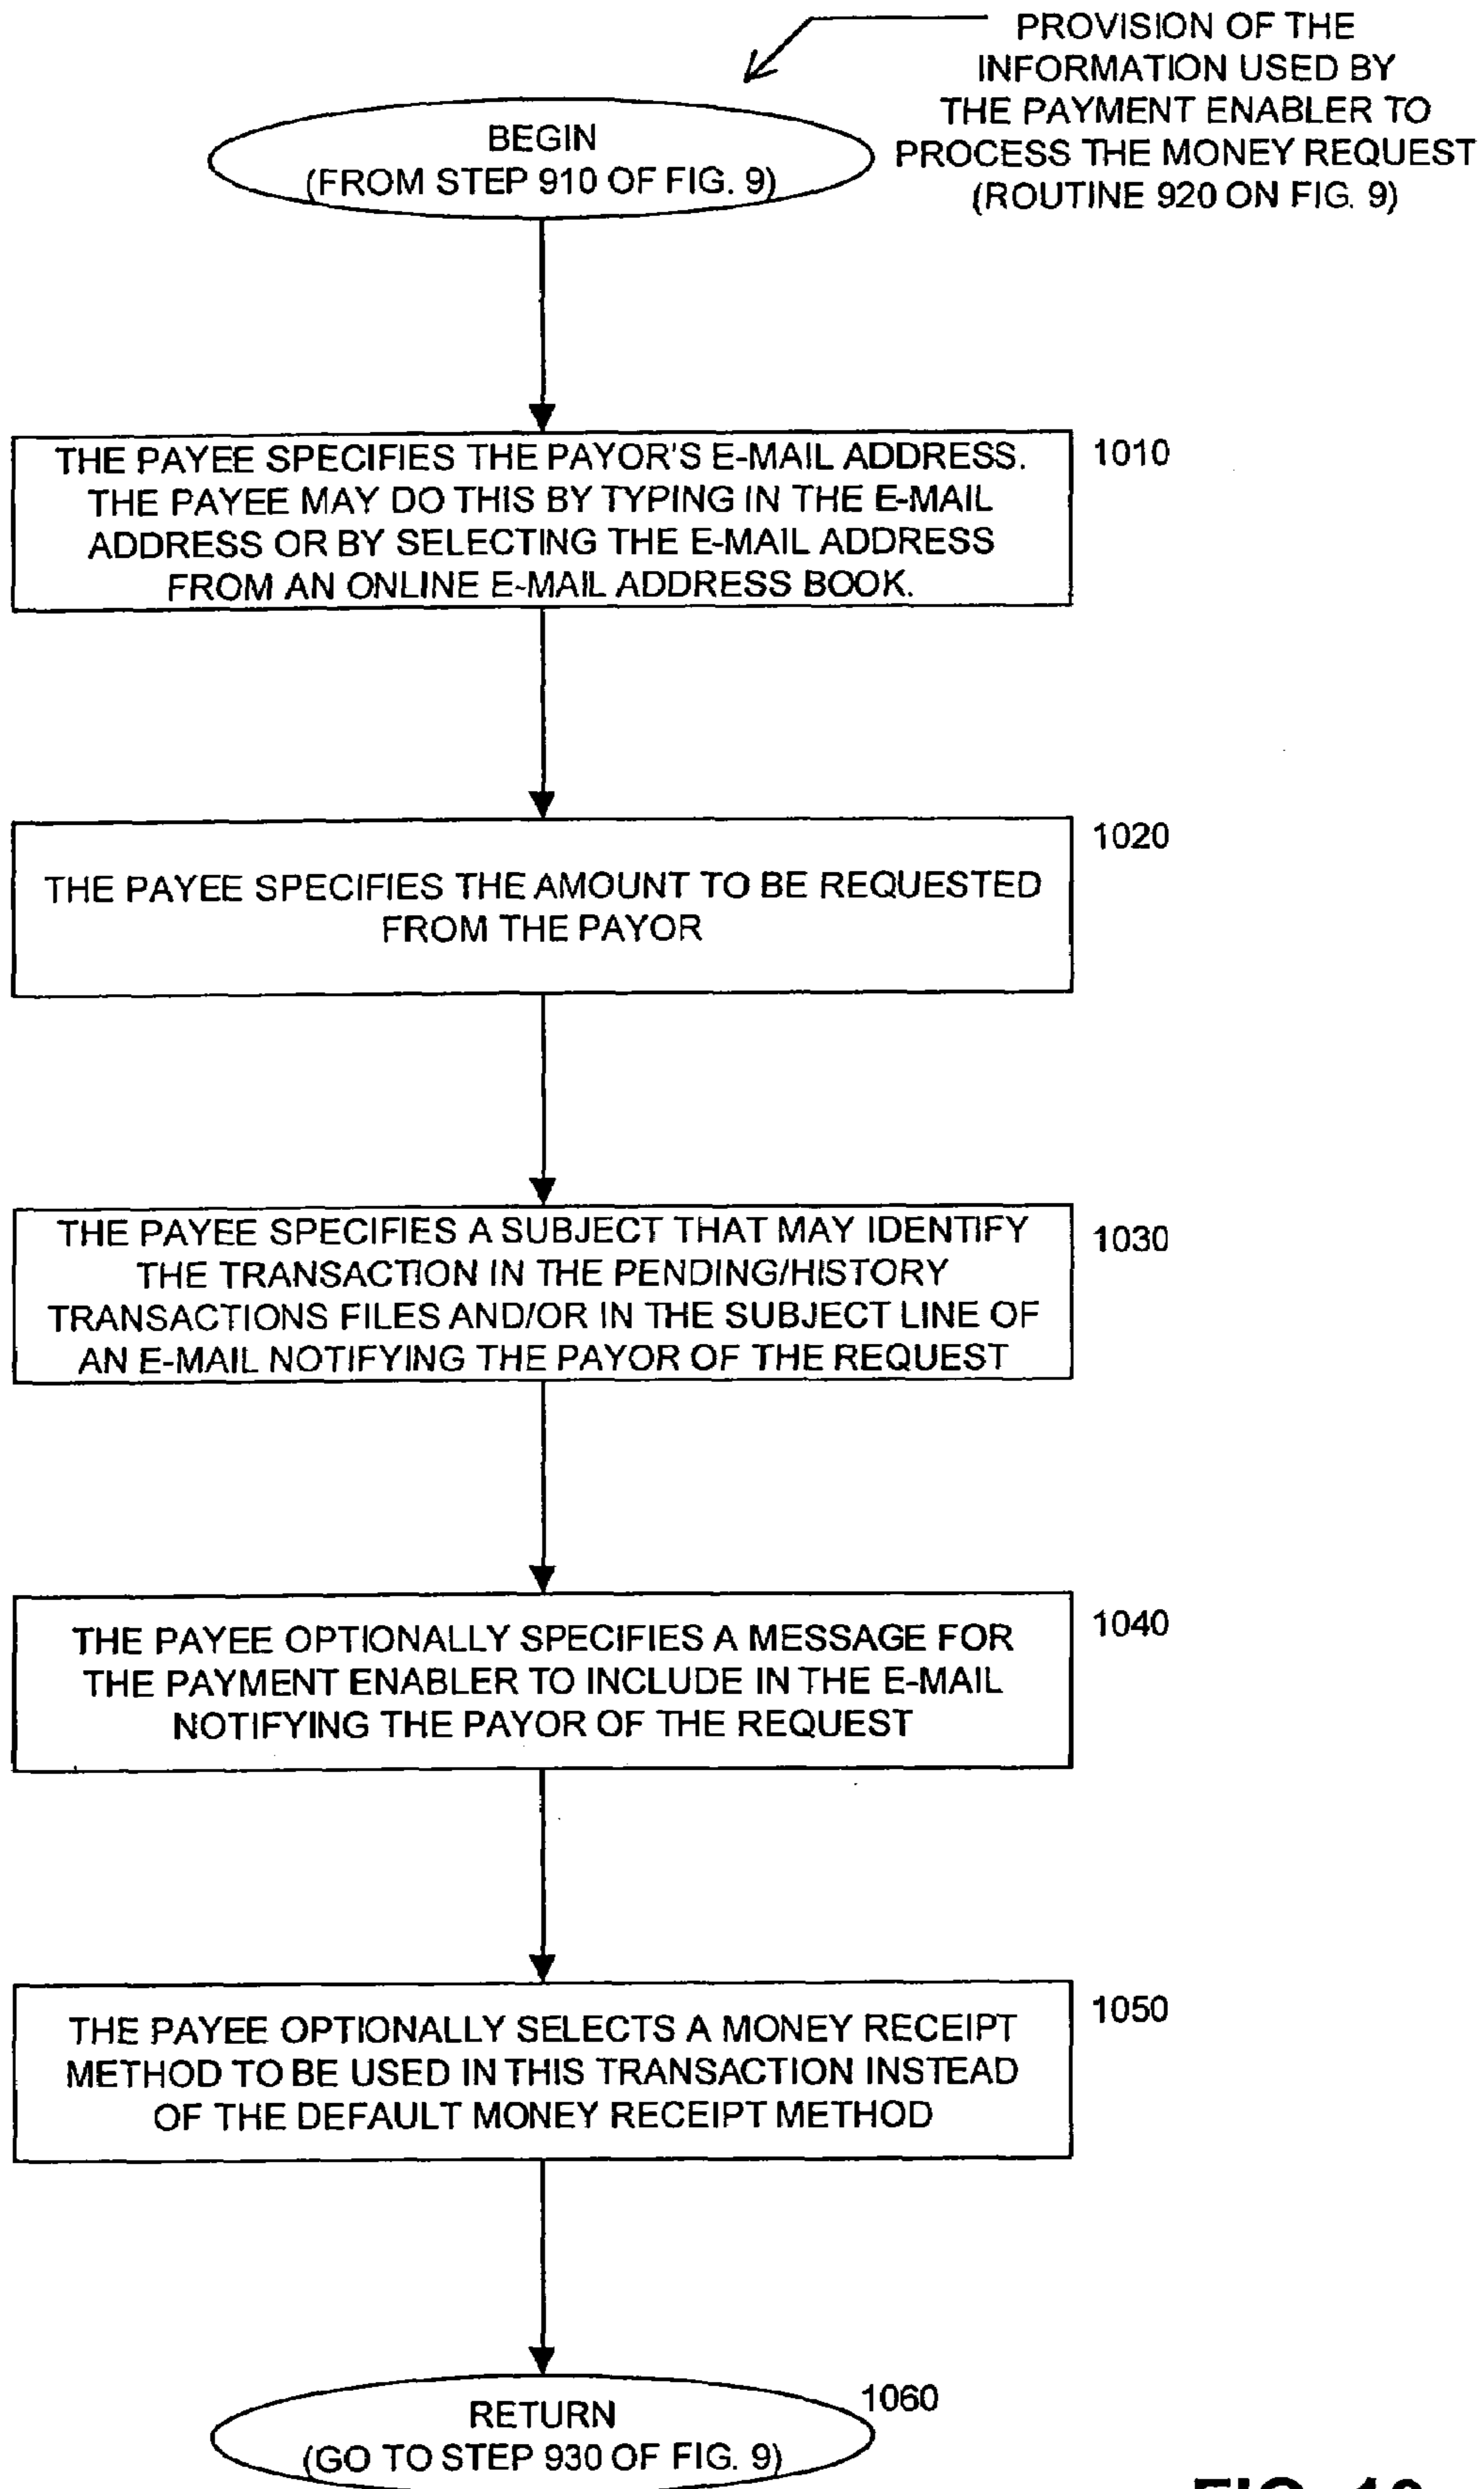 PROVISION OF THE
INFORMATION USED BY
THE PAYMENT ENABLER TO
PROCESS THE MONEY REQUEST
(ROUTINE 920 ON FIG. 9)
BEGIN
(FROM STEP 910 OF FIG. 9)
1010
THE PAYEE SPECIFIES THE PAYOR'S E-MAIL ADDRESS.
THE PAYEE MAY DO THIS BY TYPING IN THE E-MAIL
ADDRESS OR BY SELECTING THE E-MAIL ADDRESS
FROM AN ONLINE E-MAIL ADDRESS BOOK.
1020
THE PAYEE SPECIFIES THE AMOUNT TO BE REQUESTED
FROM THE PAYOR
1030
THE PAYEE SPECIFIES A SUBJECT THAT MAY IDENTIFY
THE TRANSACTION IN THE PENDING/HISTORY
TRANSACTIONS FILES AND/OR IN THE SUBJECT LINE OF
AN E-MAIL NOTIFYING THE PAYOR OF THE REQUEST
1040
THE PAYEE OPTIONALLY SPECIFIES A MESSAGE FOR
THE PAYMENT ENABLER TO INCLUDE IN THE E-MAIL
NOTIFYING THE PAYOR OF THE REQUEST
1050
THE PAYEE OPTIONALLY SELECTS A MONEY RECEIPT
METHOD TO BE USED IN THIS TRANSACTION INSTEAD
OF THE DEFAULT MONEY RECEIPT METHOD
1060
RETURN
(GO TO STEP 930 OF FIG. 9)